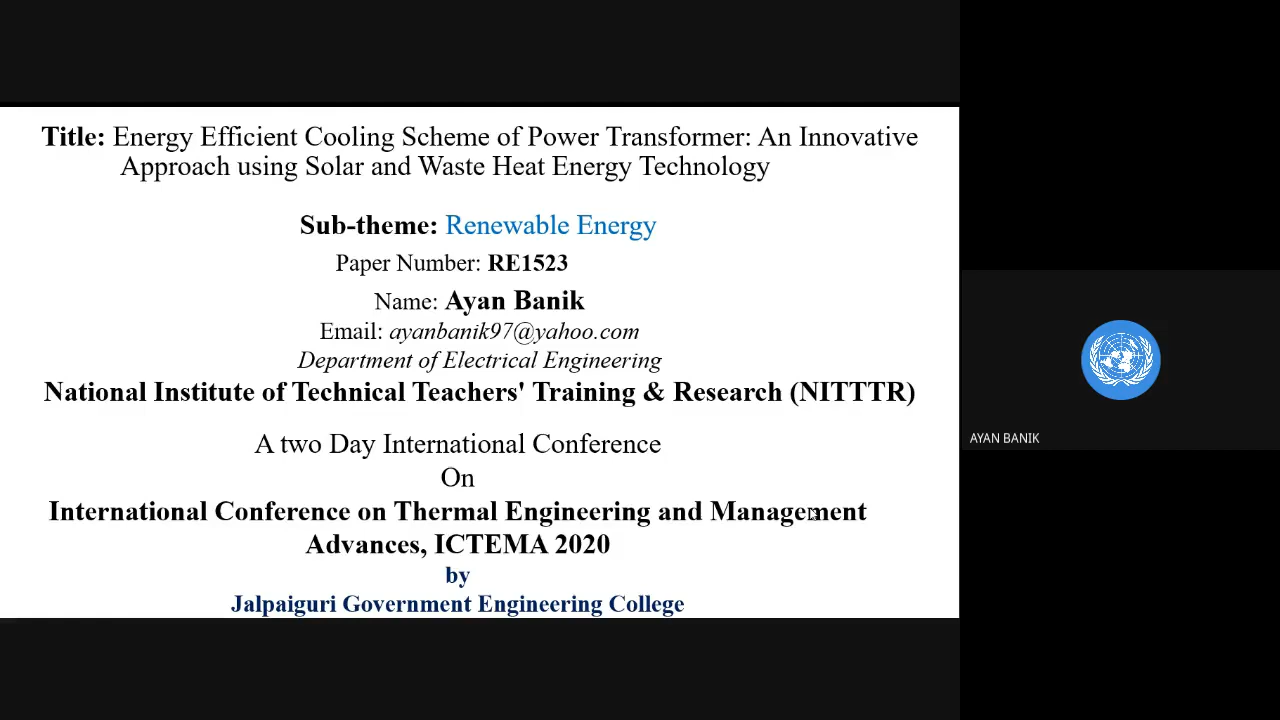 Title: Energy Efficient Cooling Scheme of Power Transformer: An Innovative
Approach using Solar and Waste Heat Energy Technology
Sub-theme: Renewable Energy
Paper Number: RE1523
Name: Ayan Banik
Email: ayanbanik97@yahoo.com
Department of Electrical Engineering
National Institute of Technical Teachers' Training & Research (NITTTR)
A two Day International Conference
On
International Conference on Thermal Engineering and Management
Advances, ICTEMA 2020
by
Jalpaiguri Government Engineering College
AYAN BANIK